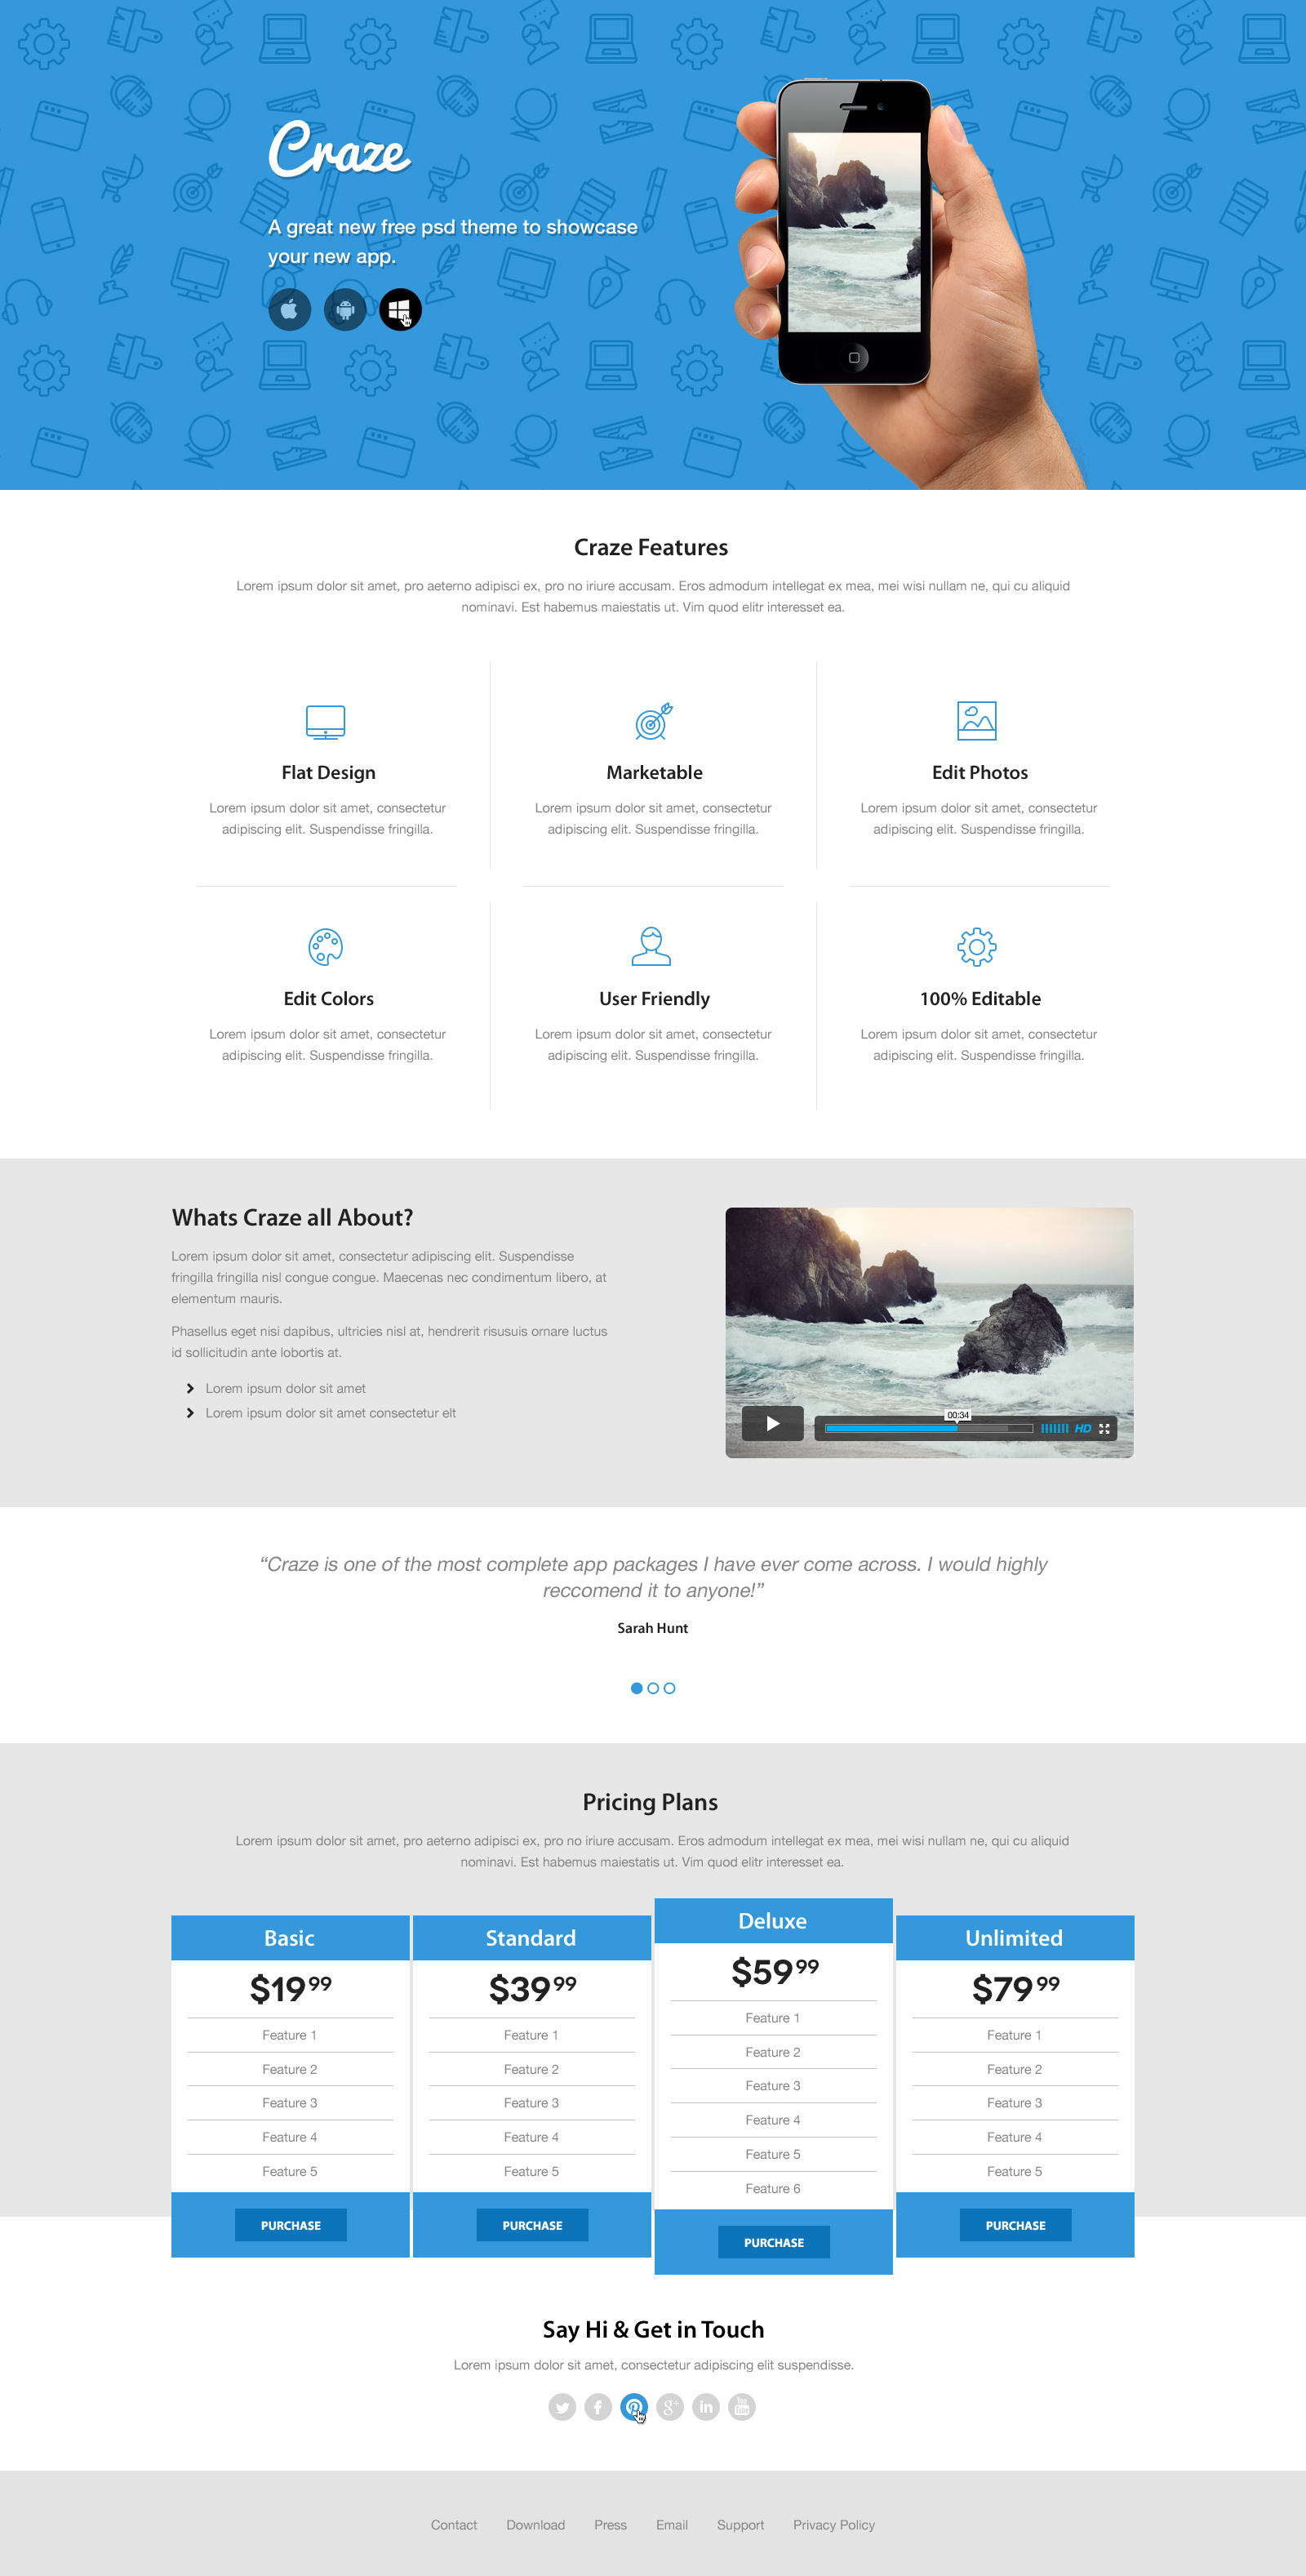 Craze
A great new free psd theme to showcase
your new app.
Craze Features
Lorem ipsum dolor sit amet, pro aeterno adipisci ex, pro no iriure accusam. Eros admodum intellegat ex mea, mei wisi nullam ne, qui cu aliquid
nominavi. Est habemus maiestatis ut. Vim quod elitr interesset ea.
Flat Design
Lorem ipsum dolor sit amet, consectetur
adipiscing elit. Suspendisse fringilla.
Marketable
Lorem ipsum dolor sit amet, consectetur
adipiscing elit. Suspendisse fringilla.
Edit Photos
Lorem ipsum dolor sit amet, consectetur
adipiscing elit. Suspendisse fringilla.
Edit Colors
Lorem ipsum dolor sit amet, consectetur
adipiscing elit. Suspendisse fringilla.
User Friendly
Lorem ipsum dolor sit amet, consectetur
adipiscing elit. Suspendisse fringilla.
100% Editable
Lorem ipsum dolor sit amet, consectetur
adipiscing elit. Suspendisse fringilla.
Whats Craze all About?
Lorem ipsum dolor sit amet, consectetur adipiscing elit. Suspendisse
fringilla fringilla nisl congue congue. Maecenas nec condimentum libero, at
elementum mauris.
Phasellus eget nisi dapibus, ultricies nisl at, hendrerit risusuis ornare luctus
id sollicitudin ante lobortis at.
Lorem ipsum dolor sit amet
Lorem ipsum dolor sit amet consectetur elt
00:34
HD
“Craze is one of the most complete app packages I have ever come across. I would highly
reccomend it to anyone!”
Sarah Hunt
Pricing Plans
Lorem ipsum dolor sit amet, pro aeterno adipisci ex, pro no iriure accusam. Eros admodum intellegat ex mea, mei wisi nullam ne, qui cu aliquid
nominavi. Est habemus maiestatis ut. Vim quod elitr interesset ea.
Basic
$19 99
Feature 1
Feature 2
Feature 3
Feature 4
Feature 5
PURCHASE
Standard
$39 99
Feature 1
Feature 2
Feature 3
Feature 4
Feature 5
PURCHASE
Deluxe
$59 99
Feature 1
Feature 2
Feature 3
Feature 4
Feature 5
Feature 6
PURCHASE
Unlimited
$79 99
Feature 1
Feature 2
Feature 3
Feature 4
Feature 5
PURCHASE
Say Hi & Get in Touch
Lorem ipsum dolor sit amet, consectetur adipiscing elit suspendisse.
f g+ in You Tube
Contact Download Press Email Support Privacy Policy